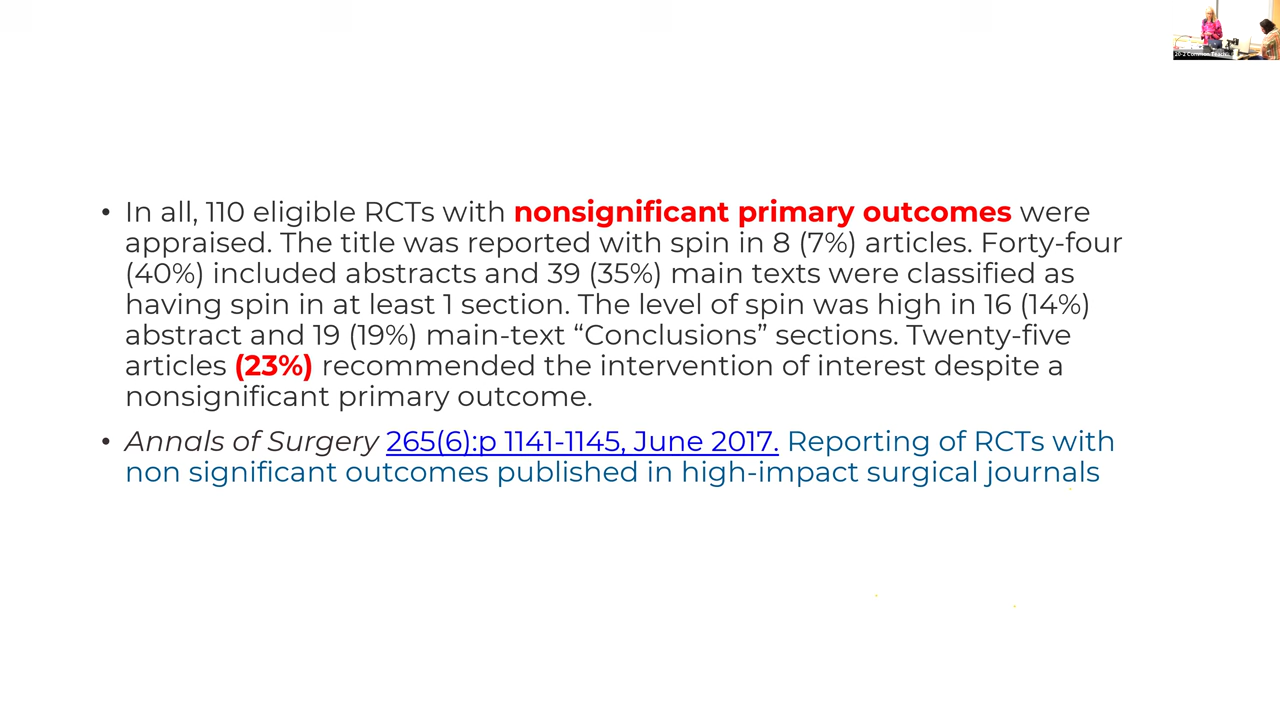 • In all, 110 eligible RCTs with nonsignificant primary outcomes were
appraised. The title was reported with spin in 8 (7%) articles. Forty-four
(40%) included abstracts and 39 (35%) main texts were classified as
having spin in at least 1 section. The level of spin was high in 16 (14%)
abstract and 19 (19%) main-text “Conclusions” sections. Twenty-five
articles (23%) recommended the intervention of interest despite a
nonsignificant primary outcome.
• Annals of Surgery 265(6):p 1141-1145, June 2017. Reporting of RCTs with
non significant outcomes published in high-impact surgical journals